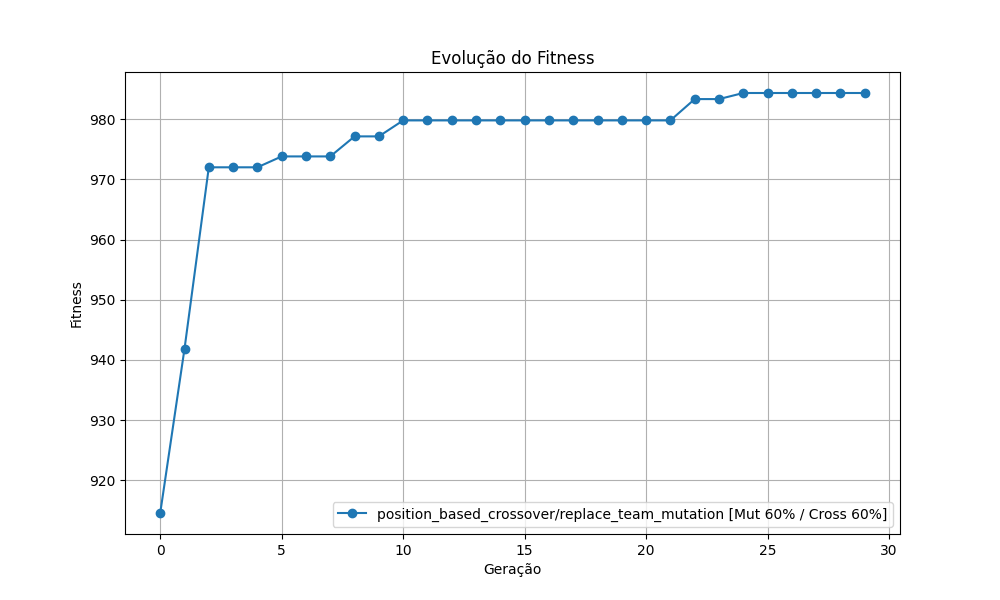 Evolução do Fitness
Fitness
980
970
960
950
940
930
920
position_based_crossover/replace_team_mutation [Mut 60% / Cross 60%]
0 5 10 15 20 25 30
Geração